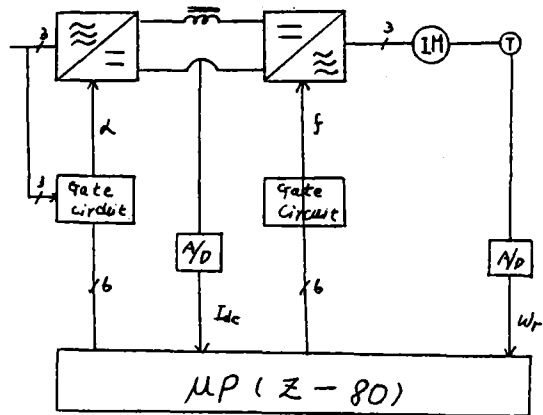 3
3
IM
T
α
f
3
Gate
circuit
Gate
Circuit
A/D
A/D
6
Idc
6
ωr
μP ( Z - 80 )